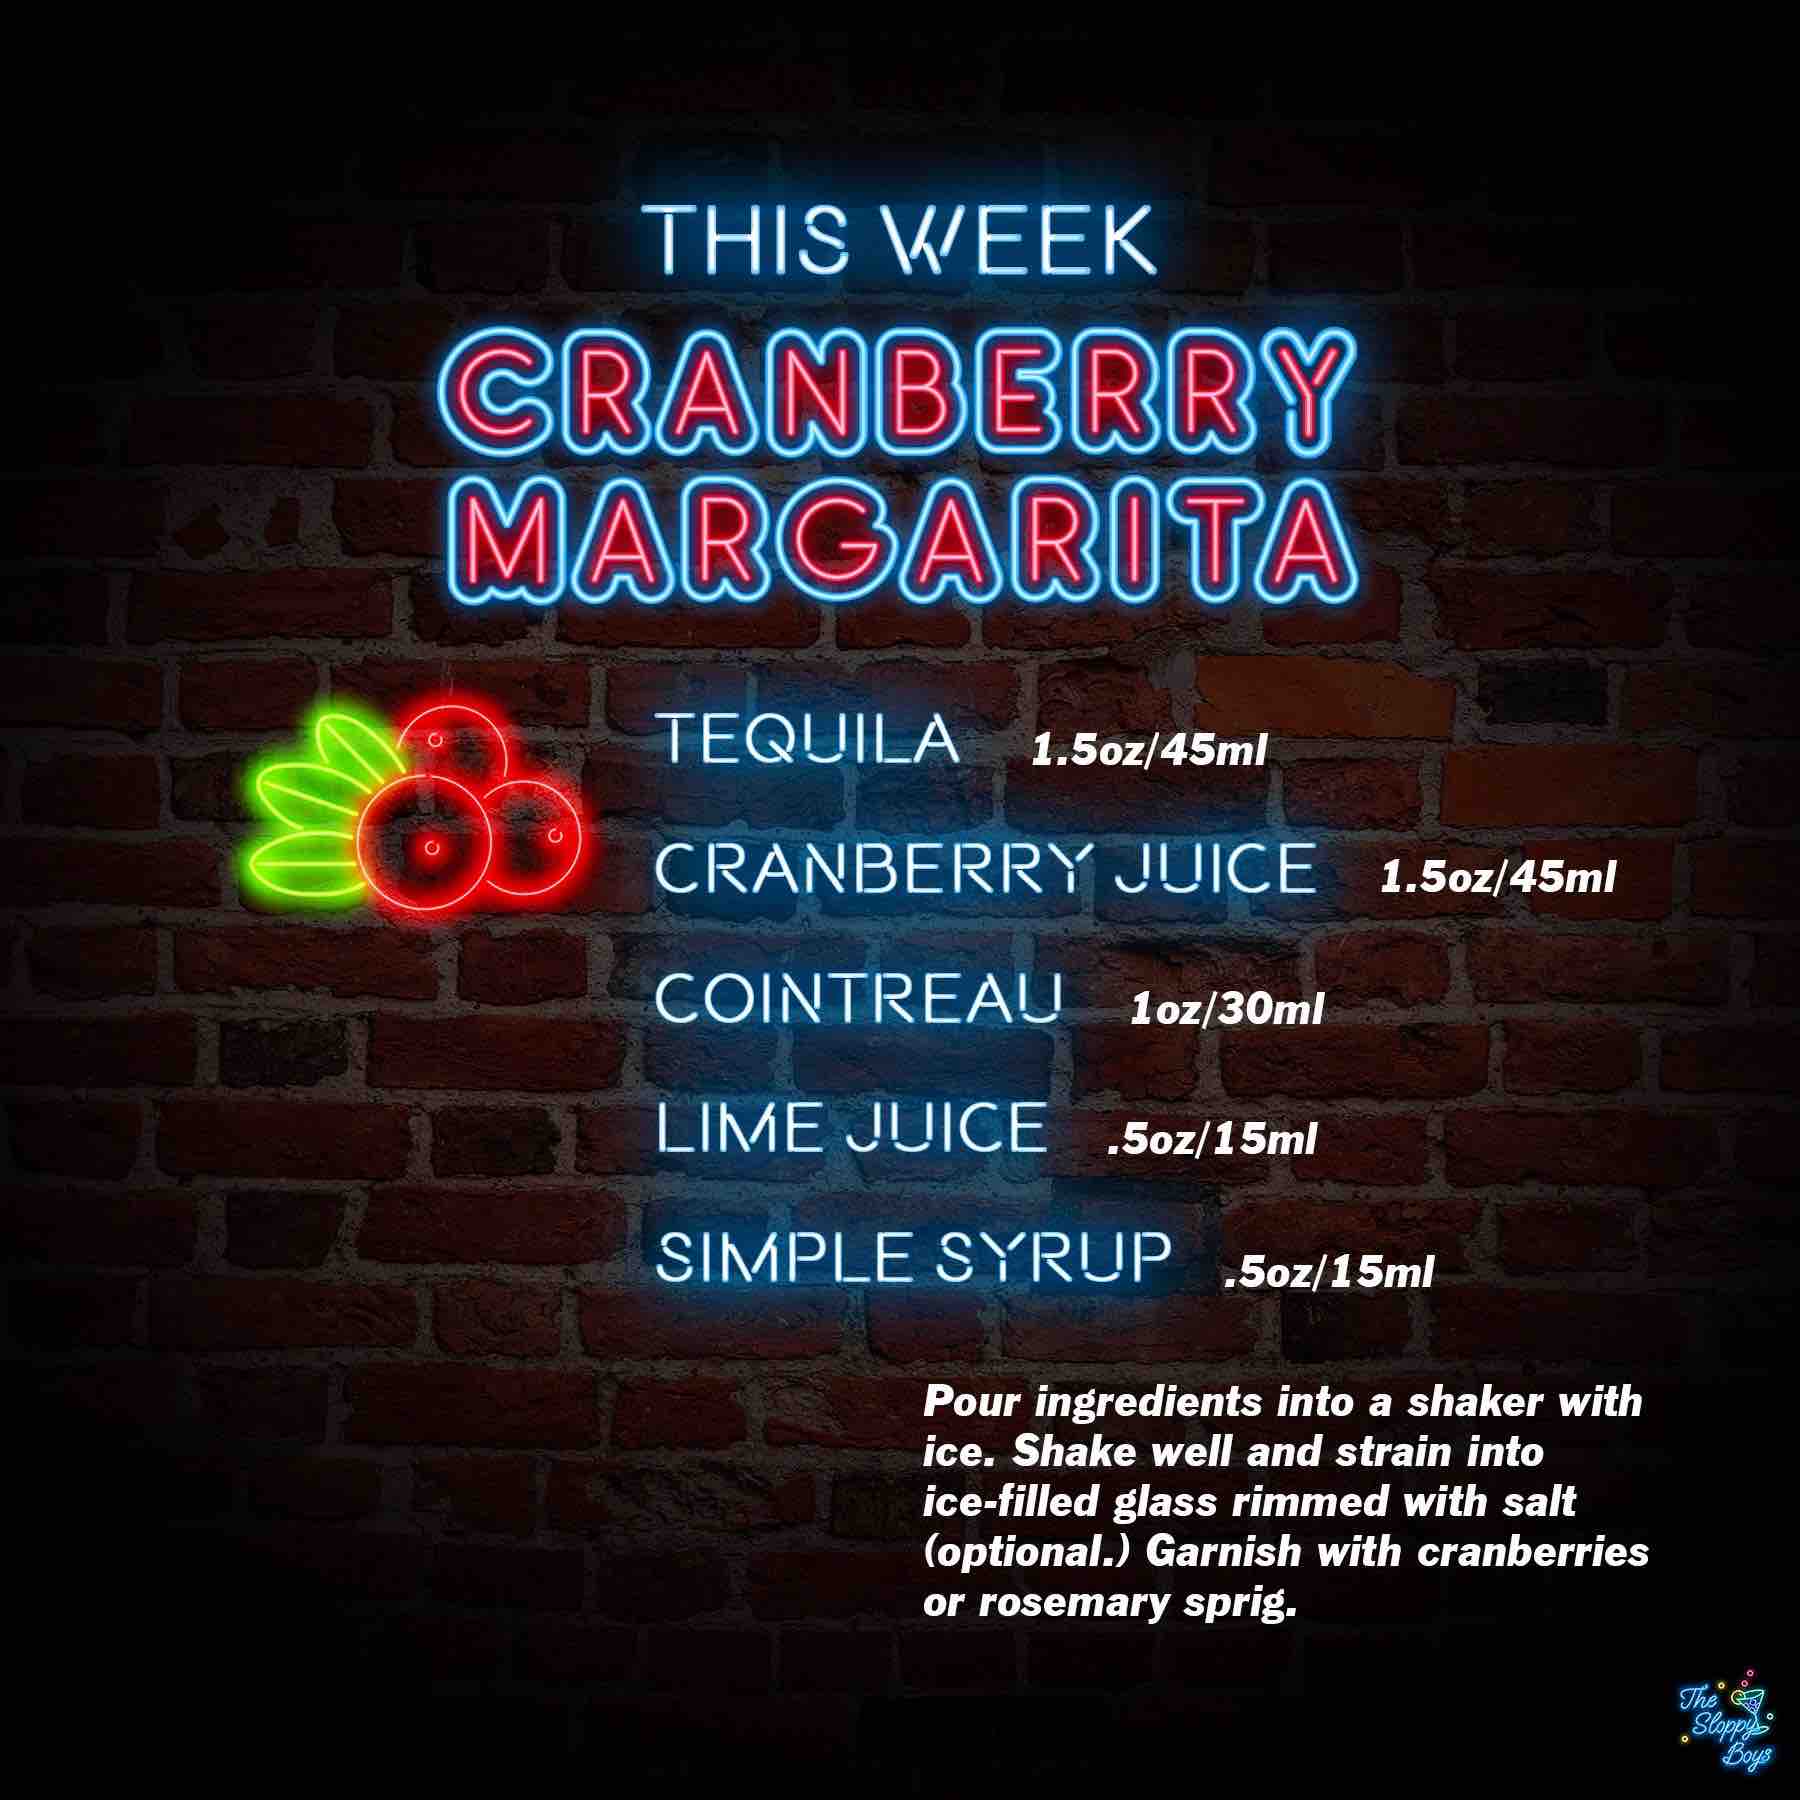 THIS WEEK
CRANBERRY
MARGARITA
TEQUILA 1.5oz/45ml
CRANBERRY JUICE 1.5oz/45ml
COINTREAU 1oz/30ml
LIME JUICE .5oz/15ml
SIMPLE SYRUP .5oz/15ml
Pour ingredients into a shaker with
ice. Shake well and strain into
ice-filled glass rimmed with salt
(optional.) Garnish with cranberries
or rosemary sprig.
The
Sloppy
Boys